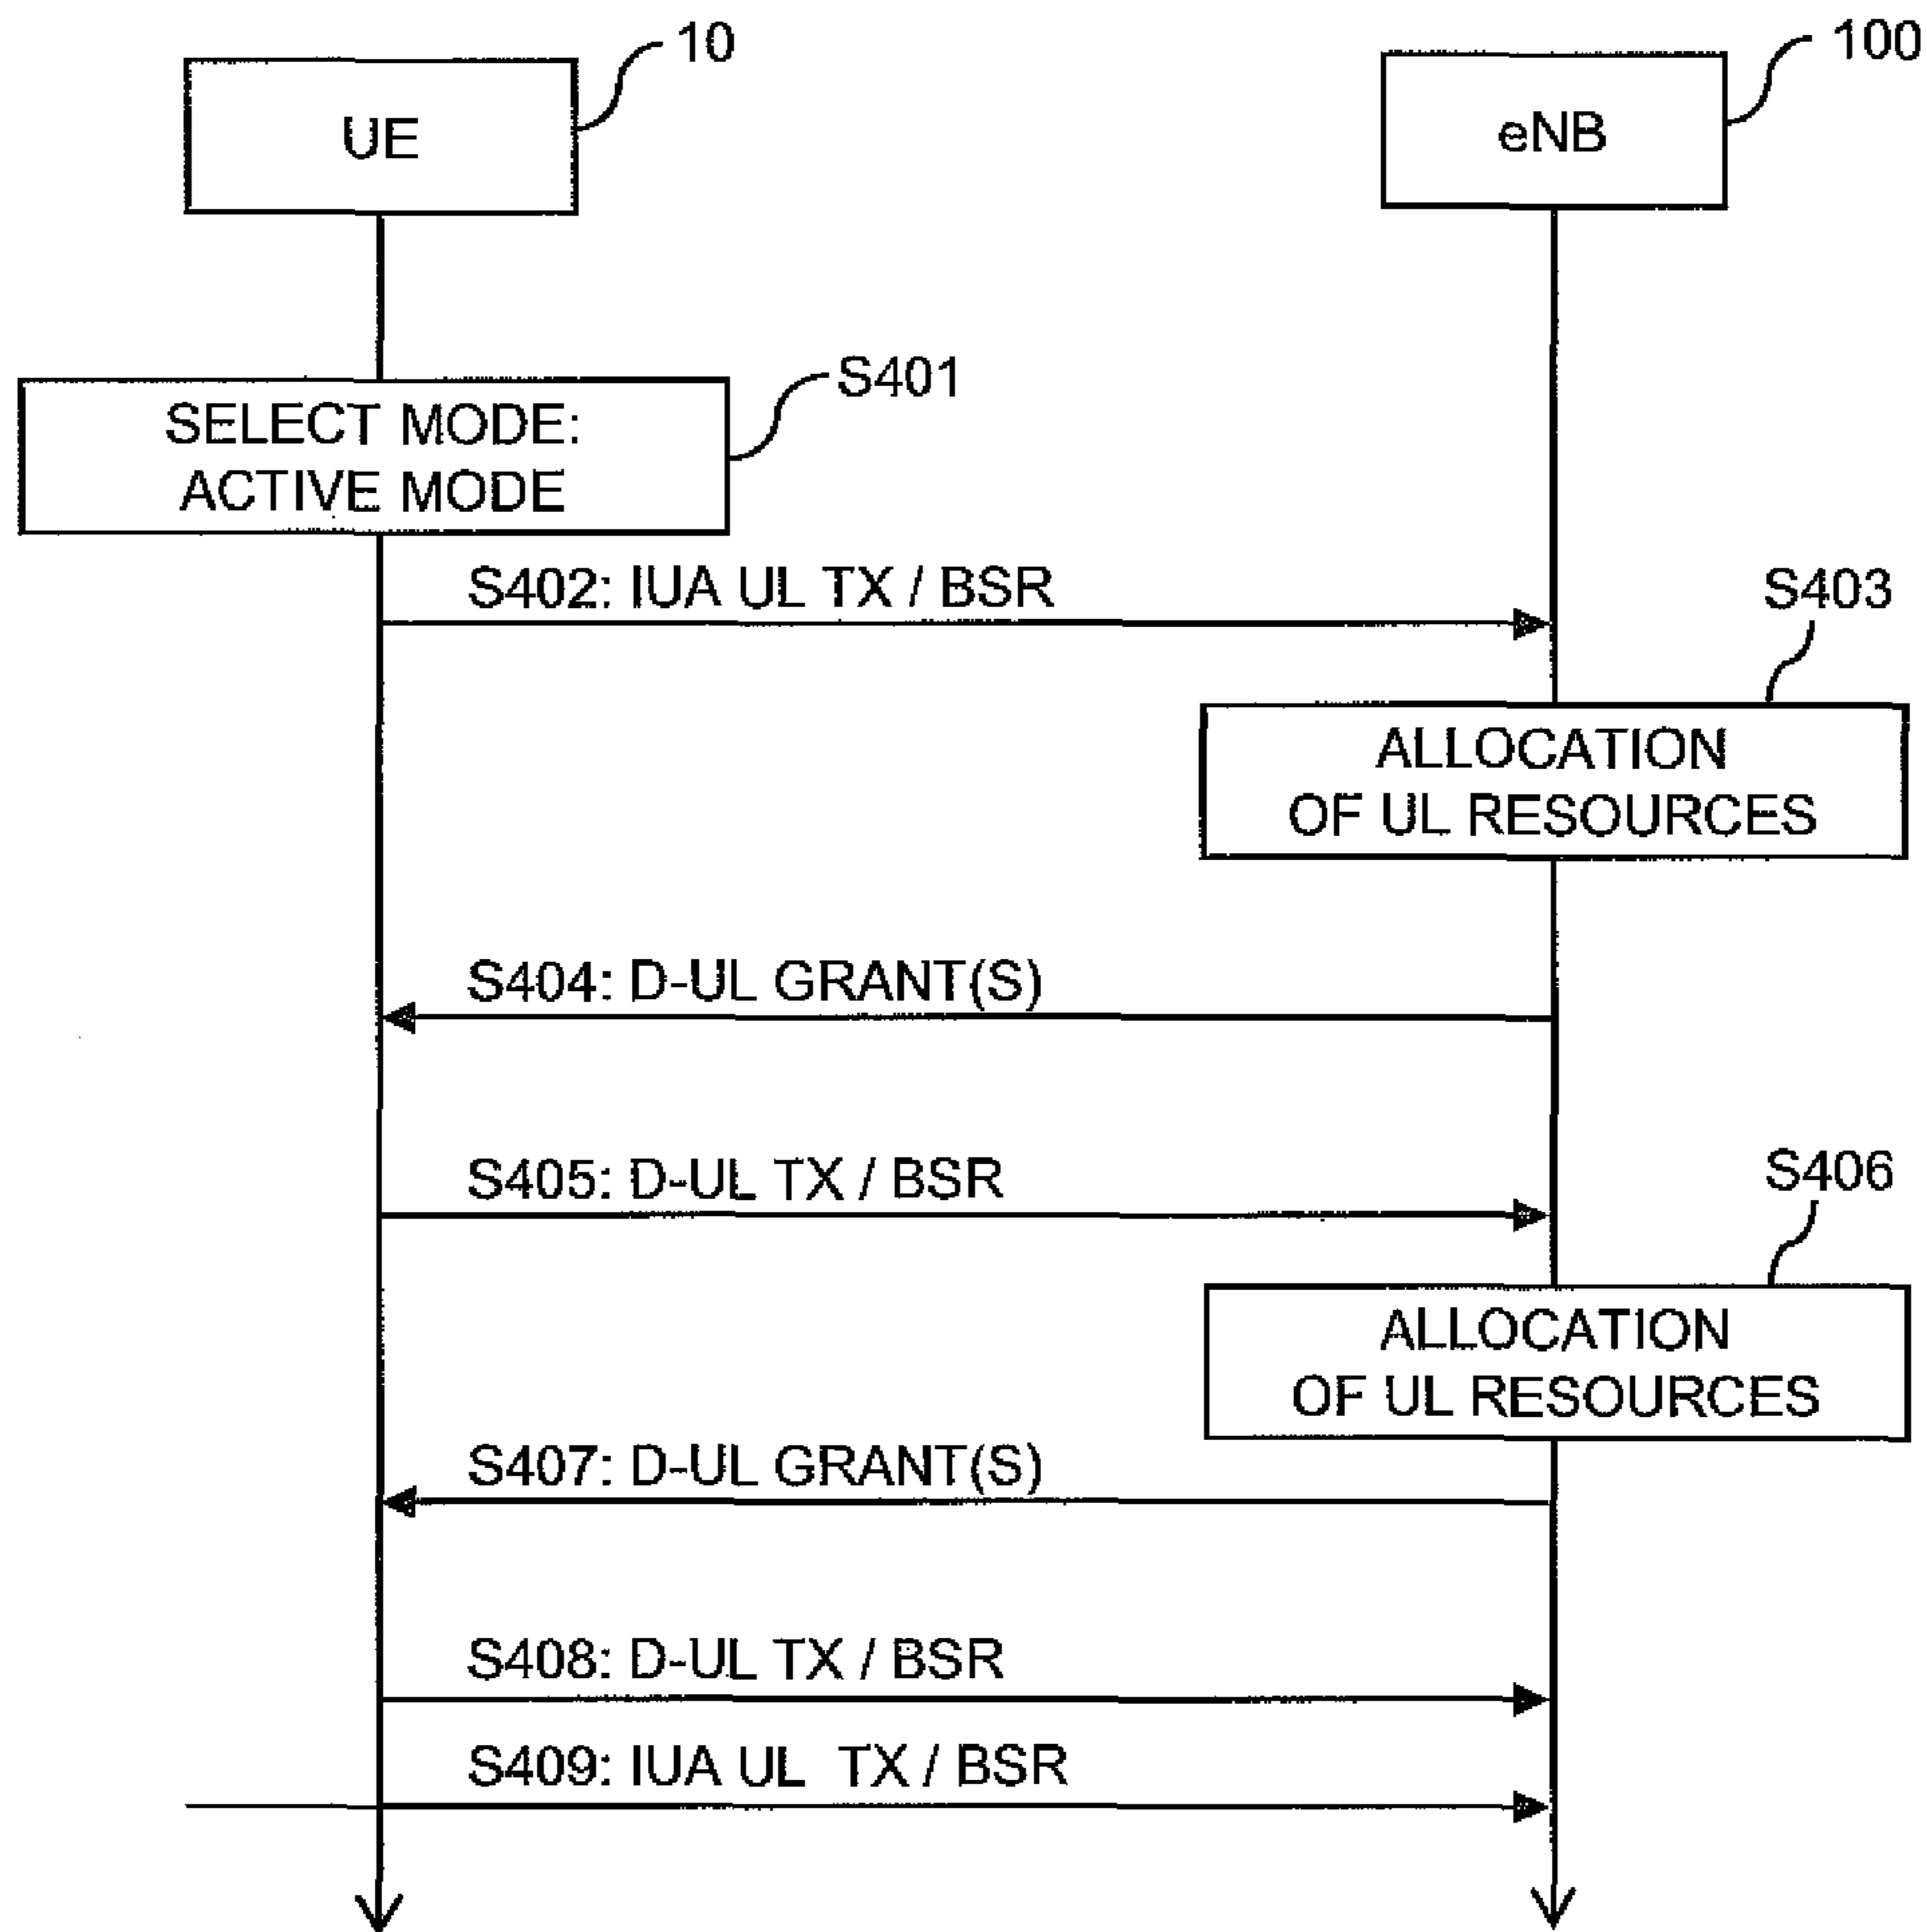 10
100
UE
eNB
S401
SELECT MODE:
ACTIVE MODE
S402: IUA UL TX / BSR
S403
ALLOCATION
OF UL RESOURCES
S404: D-UL GRANT(S)
S405: D-UL TX / BSR
S406
ALLOCATION
OF UL RESOURCES
S407: D-UL GRANT(S)
S408: D-UL TX / BSR
S409: IUA UL TX / BSR